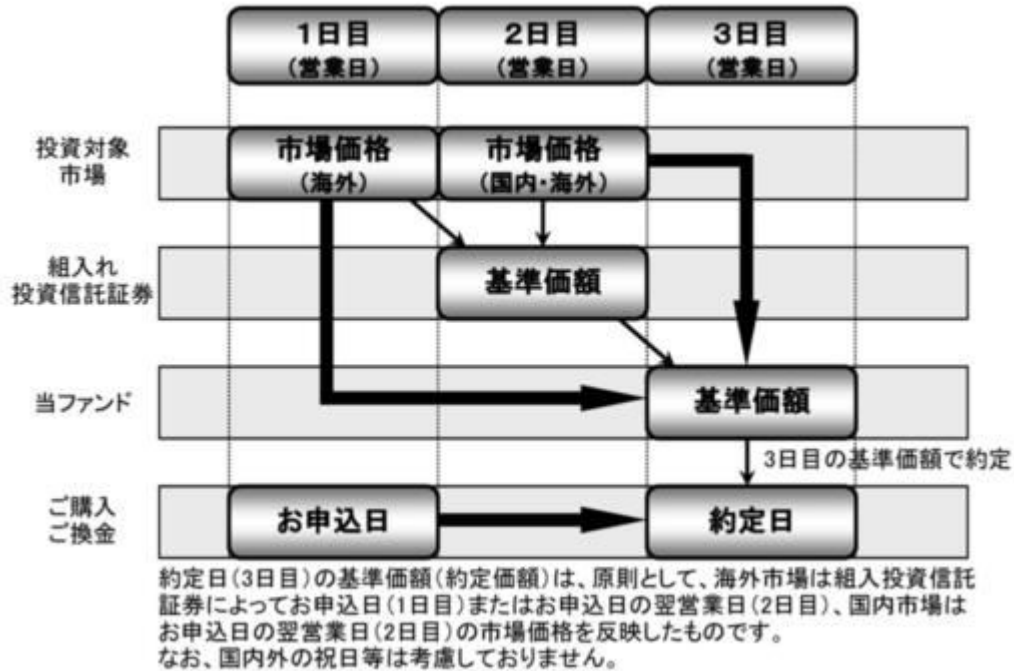 1日目
(営業日)
2日目
(営業日)
3日目
(営業日)
投資対象
市場
市場価格
(海外)
市場価格
(国内・海外)
組入れ
投資信託証券
基準価額
当ファンド
基準価額
3日目の基準価額で約定
ご購入
ご換金
お申込日
約定日
約定日(3日目)の基準価額(約定価額)は、原則として、海外市場は組入投資信託
証券によってお申込日(1日目)またはお申込日の翌営業日(2日目)、国内市場は
お申込日の翌営業日(2日目)の市場価格を反映したものです。
なお、国内外の祝日等は考慮しておりません。